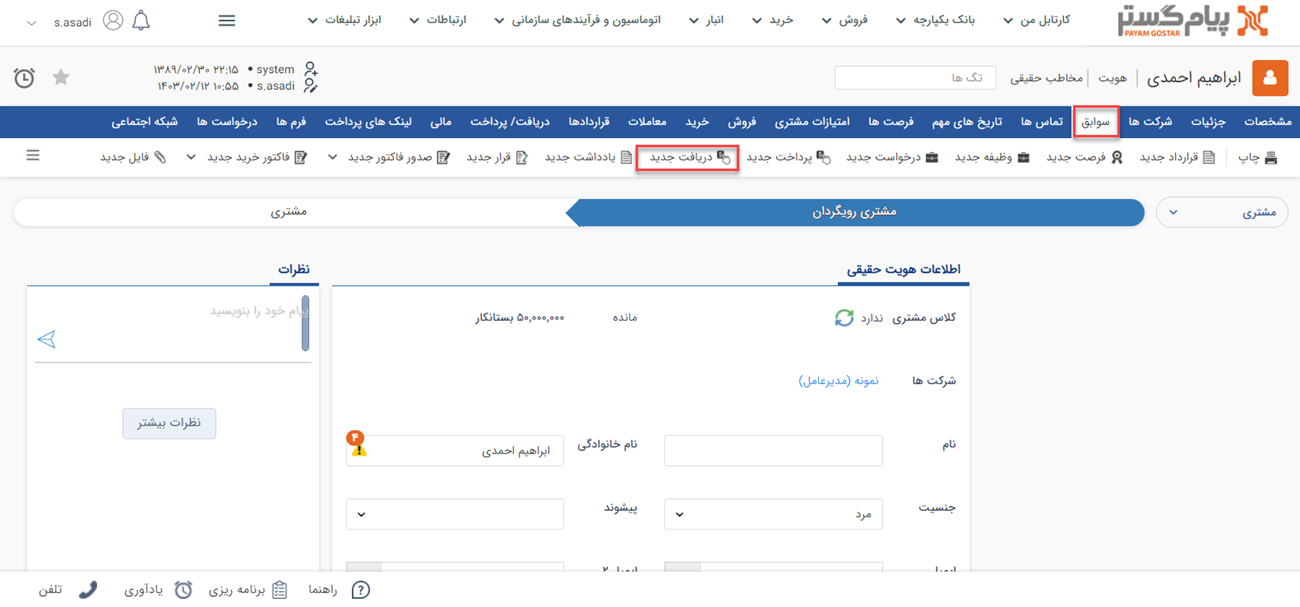 پیام گستر
PAYAM GOSTAR
کارتابل من
بانک یکپارچه
فروش
خرید
انبار
اتوماسیون و فرآیندهای سازمانی
ارتباطات
ابزار تبلیغات
s.asadi
ابراهیم احمدی
هویت
مخاطب حقیقی
تگ ها
system • ۱۳۸۹/۰۲/۳۰ ۲۲:۱۵
s.asadi • ۱۴۰۳/۰۲/۱۲ ۱۰:۵۵
مشخصات
جزئیات
شرکت ها
سوابق
تماس ها
تاریخ های مهم
فرصت ها
امتیازات مشتری
فروش
خرید
معاملات
قراردادها
دریافت/ پرداخت
مالی
لینک های پرداخت
فرم ها
درخواست ها
شبکه اجتماعی
چاپ
قرارداد جدید
فرصت جدید
وظیفه جدید
درخواست جدید
پرداخت جدید
دریافت جدید
یادداشت جدید
قرار جدید
صدور فاکتور جدید
فاکتور خرید جدید
فایل جدید
مشتری
مشتری رویگردان
مشتری
اطلاعات هویت حقیقی
کلاس مشتری
ندارد
مانده
۵۰,۰۰۰,۰۰۰ بستانکار
شرکت ها
نمونه (مدیرعامل)
نام
نام خانوادگی
ابراهیم احمدی
۴
جنسیت
مرد
پیشوند
ایمیل
ایمیل ۲
نظرات
پیام خود را بنویسید
نظرات بیشتر
راهنما
برنامه ریزی
یادآوری
تلفن